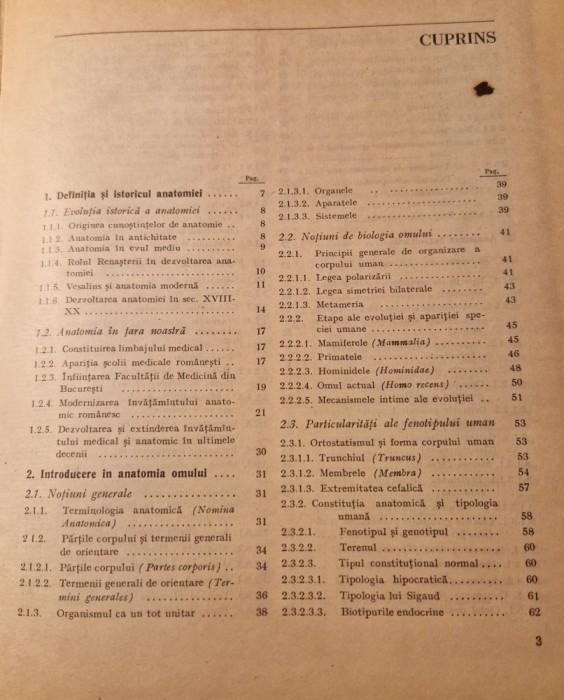 CUPRINS
Pag.
1. Definiția și istoricul anatomiei ...... 7
1.1. Evoluția istorică a anatomiei ...... 8
1.1.1. Originea cunoștințelor de anatomie .. 8
1.1.2. Anatomia în antichitate .......... 8
1.1.3. Anatomia în evul mediu .......... 9
1.1.4. Rolul Renașterii în dezvoltarea ana-
tomiei .................... 10
1.1.5. Vesalius și anatomia modernă ..... 11
1.1.6. Dezvoltarea anatomiei în sec. XVIII-
XX .................... 14
1.2. Anatomia în țara noastră ........ 17
1.2.1. Constituirea limbajului medical ...... 17
1.2.2. Apariția școlii medicale românești .. 17
1.2.3. Înființarea Facultății de Medicină din
București .................... 19
1.2.4. Modernizarea învățămîntului anato-
mic românesc .................... 21
1.2.5. Dezvoltarea și extinderea învățămîn-
tului medical și anatomic în ultimele
decenii .................... 30
2. Introducere în anatomia omului .... 31
2.1. Noțiuni generale ................ 31
2.1.1. Terminologia anatomică (Nomina
Anatomica) .................... 31
2.1.2. Părțile corpului și termenii generali
de orientare .................... 34
2.1.2.1. Părțile corpului (Partes corporis) .. 34
2.1.2.2. Termenii generali de orientare (Ter-
mini generales) .................... 36
2.1.3. Organismul ca un tot unitar ...... 38
Pag.
2.1.3.1. Organele .. ................ 39
2.1.3.2. Aparatele .................... 39
2.1.3.3. Sistemele .................... 39
2.2. Noțiuni de biologia omului ........ 41
2.2.1. Principii generale de organizare a
corpului uman .................... 41
2.2.1.1. Legea polarizării ................ 41
2.2.1.2. Legea simetriei bilaterale .......... 43
2.2.1.3. Metameria .................... 43
2.2.2. Etape ale evoluției și apariției spe-
ciei umane .................... 45
2.2.2.1. Mamiferele (Mammalia) .......... 45
2.2.2.2. Primatele .................... 46
2.2.2.3. Hominidele (Hominidae) .......... 48
2.2.2.4. Omul actual (Homo recens) ...... 50
2.2.2.5. Mecanismele intime ale evoluției .. 51
2.3. Particularități ale fenotipului uman 53
2.3.1. Ortostatismul și forma corpului uman 53
2.3.1.1. Trunchiul (Truncus) .......... 53
2.3.1.2. Membrele (Membra) .......... 54
2.3.1.3. Extremitatea cefalică .......... 57
2.3.2. Constituția anatomică și tipologia
umană .................... 58
2.3.2.1. Fenotipul și genotipul .......... 58
2.3.2.2. Terenul .................... 60
2.3.2.3. Tipul constituțional normal .... 60
2.3.2.3.1. Tipologia hipocratică .......... 60
2.3.2.3.2. Tipologia lui Sigaud .......... 61
2.3.2.3.3. Biotipurile endocrine .......... 62
3